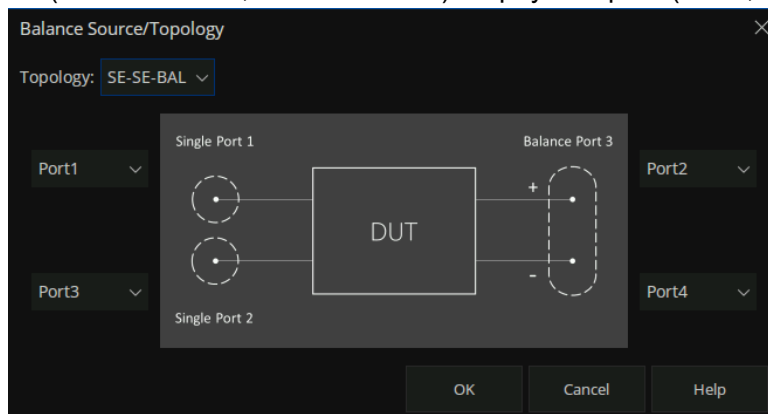 Balance Source/Topology
Topology: SE-SE-BAL
Single Port 1
Balance Port 3
Port1
Port2
+
DUT
-
Port3
Port4
Single Port 2
OK
Cancel
Help